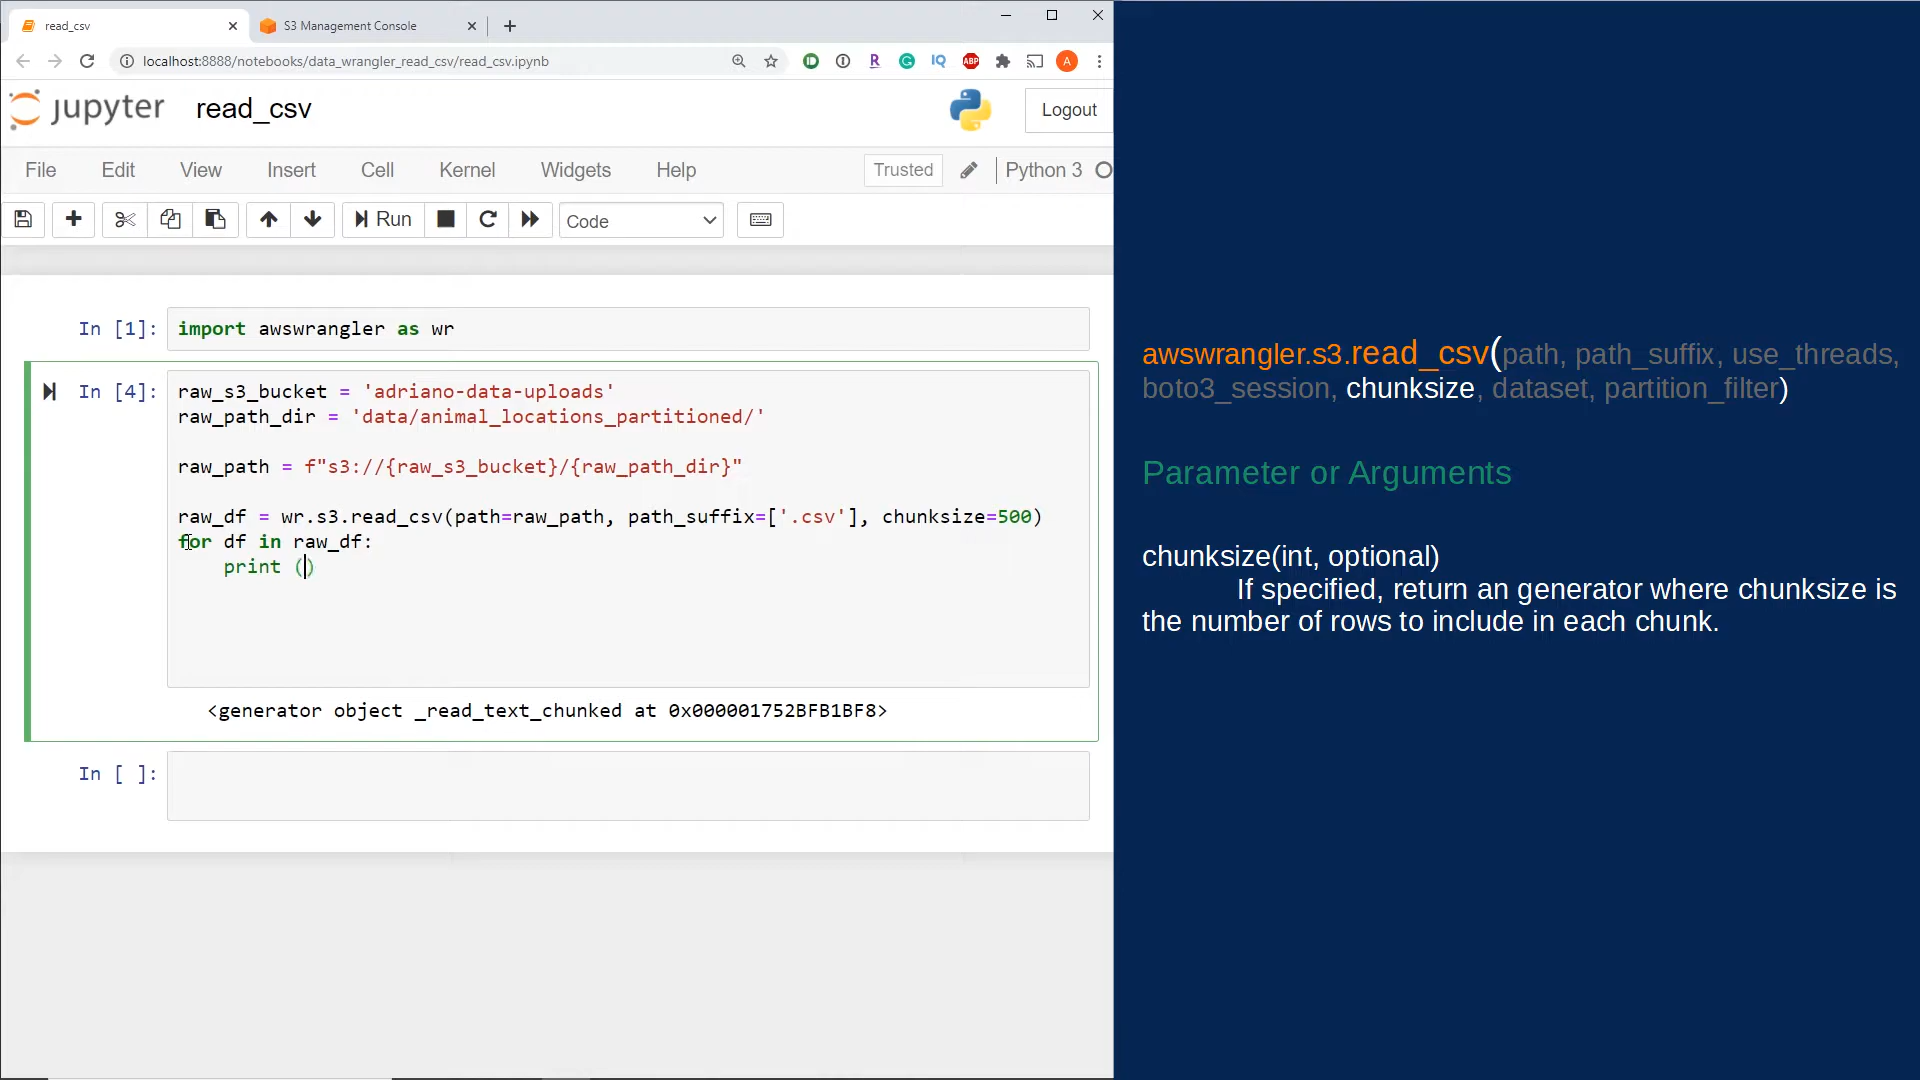 read_csv
S3 Management Console
localhost:8888/notebooks/data_wrangler_read_csv/read_csv.ipynb
R
IQ
ABP
A
jupyter read_csv
Logout
File Edit View Insert Cell Kernel Widgets Help
Trusted
Python 3
Run
Code
In [1]:
import awswrangler as wr
In [4]:
raw_s3_bucket = 'adriano-data-uploads'
raw_path_dir = 'data/animal_locations_partitioned/'
raw_path = f"s3://{raw_s3_bucket}/{raw_path_dir}"
raw_df = wr.s3.read_csv(path=raw_path, path_suffix=['.csv'], chunksize=500)
for df in raw_df:
    print ()
<generator object _read_text_chunked at 0x000001752BFB1BF8>
In [ ]:
awswrangler.s3.read_csv(path, path_suffix, use_threads,
boto3_session, chunksize, dataset, partition_filter)
Parameter or Arguments
chunksize(int, optional)
If specified, return an generator where chunksize is
the number of rows to include in each chunk.